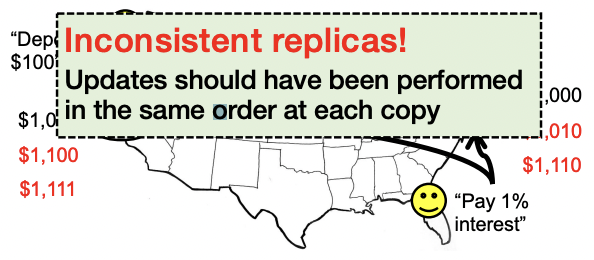 Inconsistent replicas!
Updates should have been performed
in the same order at each copy
“Dep
$100
$1,0
$1,100
$1,111
,000
,010
$1,110
“Pay 1%
interest”